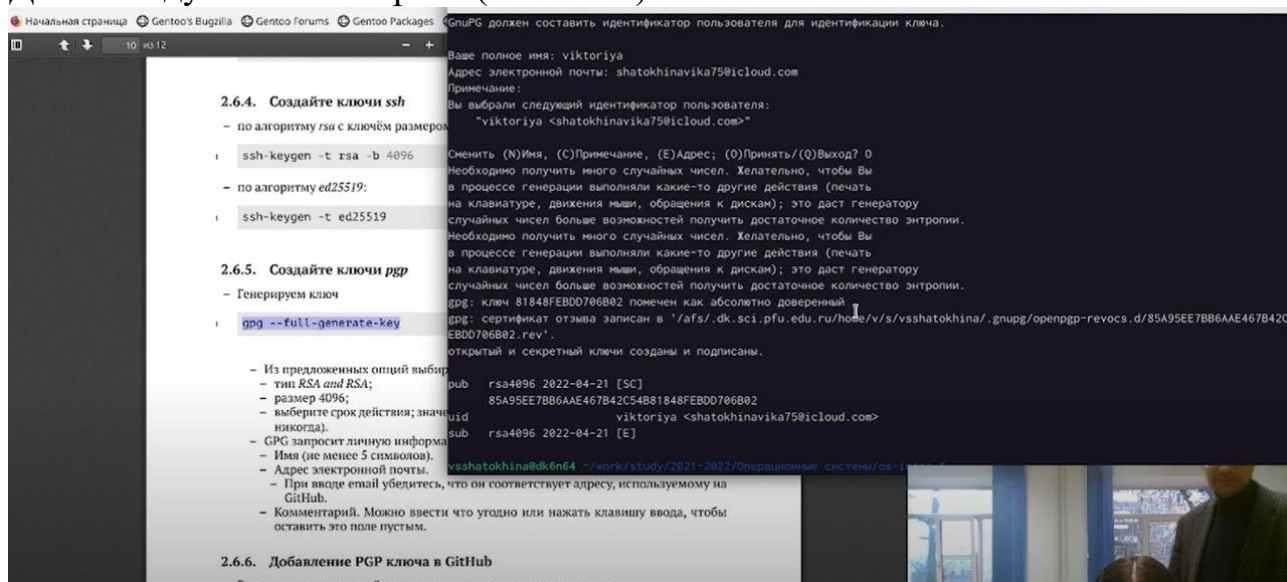 Начальная страница Gentoo's Bugzilla Gentoo Forums Gentoo Packages
10 из 12
2.6.4. Создайте ключи ssh
– по алгоритму rsa с ключём размером
1 ssh-keygen -t rsa -b 4096
– по алгоритму ed25519:
1 ssh-keygen -t ed25519
2.6.5. Создайте ключи pgp
– Генерируем ключ
1 gpg --full-generate-key
– Из предложенных опций выбир
– тип RSA and RSA;
– размер 4096;
– выберите срок действия; значе
никогда).
– GPG запросит личную информа
– Имя (не менее 5 символов).
– Адрес электронной почты.
– При вводе email убедитесь, что он соответствует адресу, используемому на
GitHub.
– Комментарий. Можно ввести что угодно или нажать клавишу ввода, чтобы
оставить это поле пустым.
2.6.6. Добавление PGP ключа в GitHub
GnuPG должен составить идентификатор пользователя для идентификации ключа.
Ваше полное имя: viktoriya
Адрес электронной почты: shatokhinavika75@icloud.com
Примечание:
Вы выбрали следующий идентификатор пользователя:
"viktoriya <shatokhinavika75@icloud.com>"
Сменить (N)Имя, (C)Примечание, (E)Адрес; (O)Принять/(Q)Выход? O
Необходимо получить много случайных чисел. Желательно, чтобы Вы
в процессе генерации выполняли какие-то другие действия (печать
на клавиатуре, движения мыши, обращения к дискам); это даст генератору
случайных чисел больше возможностей получить достаточное количество энтропии.
Необходимо получить много случайных чисел. Желательно, чтобы Вы
в процессе генерации выполняли какие-то другие действия (печать
на клавиатуре, движения мыши, обращения к дискам); это даст генератору
случайных чисел больше возможностей получить достаточное количество энтропии.
gpg: ключ 81848FEBDD706B02 помечен как абсолютно доверенный
gpg: сертификат отзыва записан в '/afs/.dk.sci.pfu.edu.ru/home/v/s/vsshatokhina/.gnupg/openpgp-revocs.d/85A95EE7BB6AAE467B42C
EBDD706B02.rev'.
открытый и секретный ключи созданы и подписаны.
pub rsa4096 2022-04-21 [SC]
85A95EE7BB6AAE467B42C54B81848FEBDD706B02
uid viktoriya <shatokhinavika75@icloud.com>
sub rsa4096 2022-04-21 [E]
vsshatokhina@dk6n64 ~/work/study/2021-2022/Операционные системы/os-intro